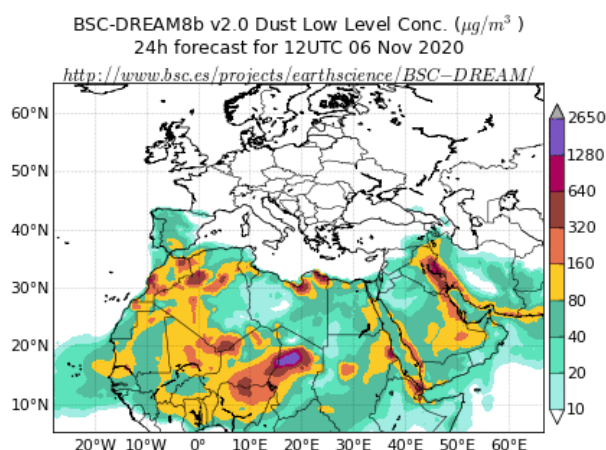 BSC-DREAM8b v2.0 Dust Low Level Conc. (μg/m³ )
24h forecast for 12UTC 06 Nov 2020
http://www.bsc.es/projects/earthscience/BSC−DREAM/
60°N
50°N
40°N
30°N
20°N
10°N
20°W 10°W 0° 10°E 20°E 30°E 40°E 50°E 60°E
2650
1280
640
320
160
80
40
20
10